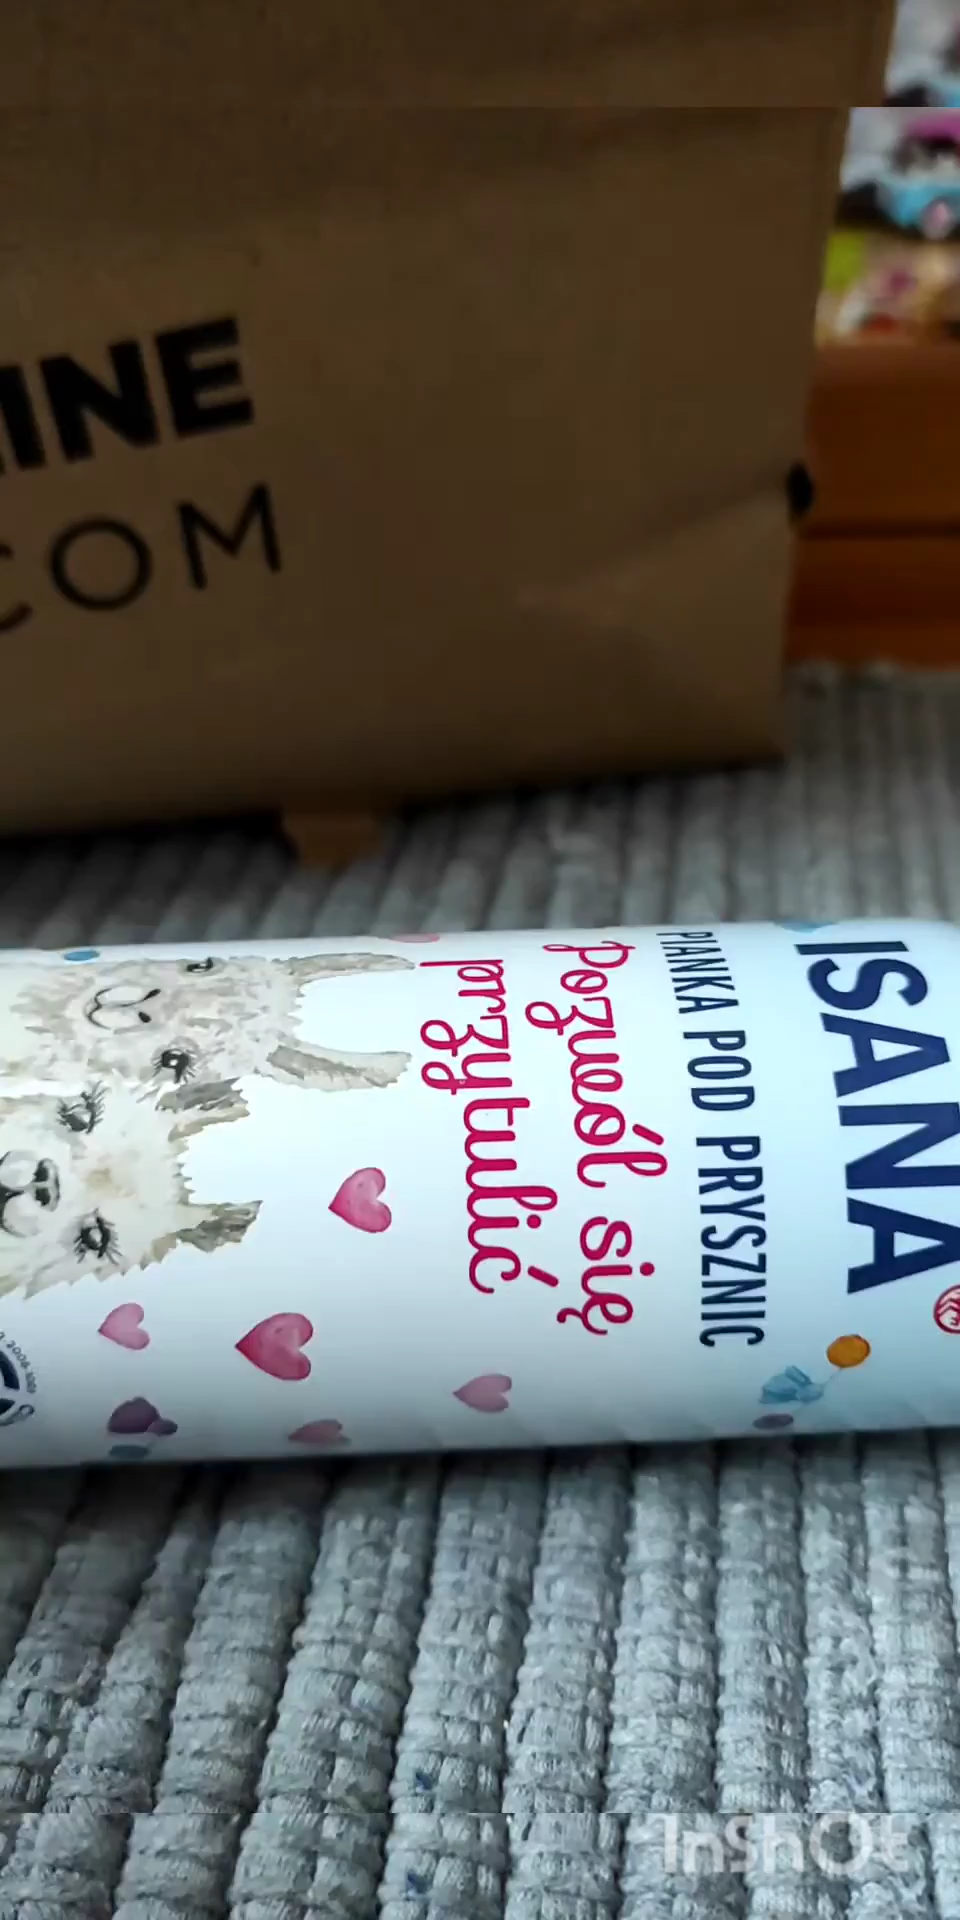 INE
COM
ISANA
PIANKA POD PRYSZNIC
Pozwól się
przytulić
InShOt